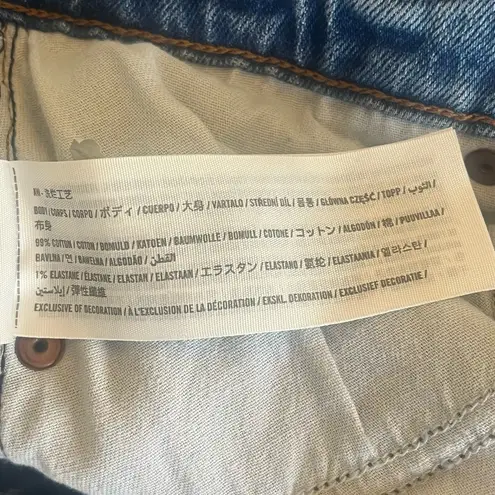 BODY / CORPS / CORPO / ボディ / CUERPO / 大身 / VARTALO / STŘEDNÍ DÍL / 몸통 / GŁÓWNA CZĘŚĆ / TOPP / الثوب /
布身
99% COTTON / COTON / BOMULD / KATOEN / BAUMWOLLE / BOMULL / COTONE / コットン / ALGODÓN / 棉 / PUUVILLAA /
BAVLNA / 면 / BAWEŁNA / ALGODÃO / القطن
1% ELASTANE / ÉLASTANE / ELASTAN / ELASTAAN / エラスタン / ELASTANO / 氨纶 / ELASTAANIA / 엘라스탄 /
إيلاستين / 彈性纖維
EXCLUSIVE OF DECORATION / À L'EXCLUSION DE LA DÉCORATION / EKSKL. DEKORATION / EXCLUSIEF DECORATIE /